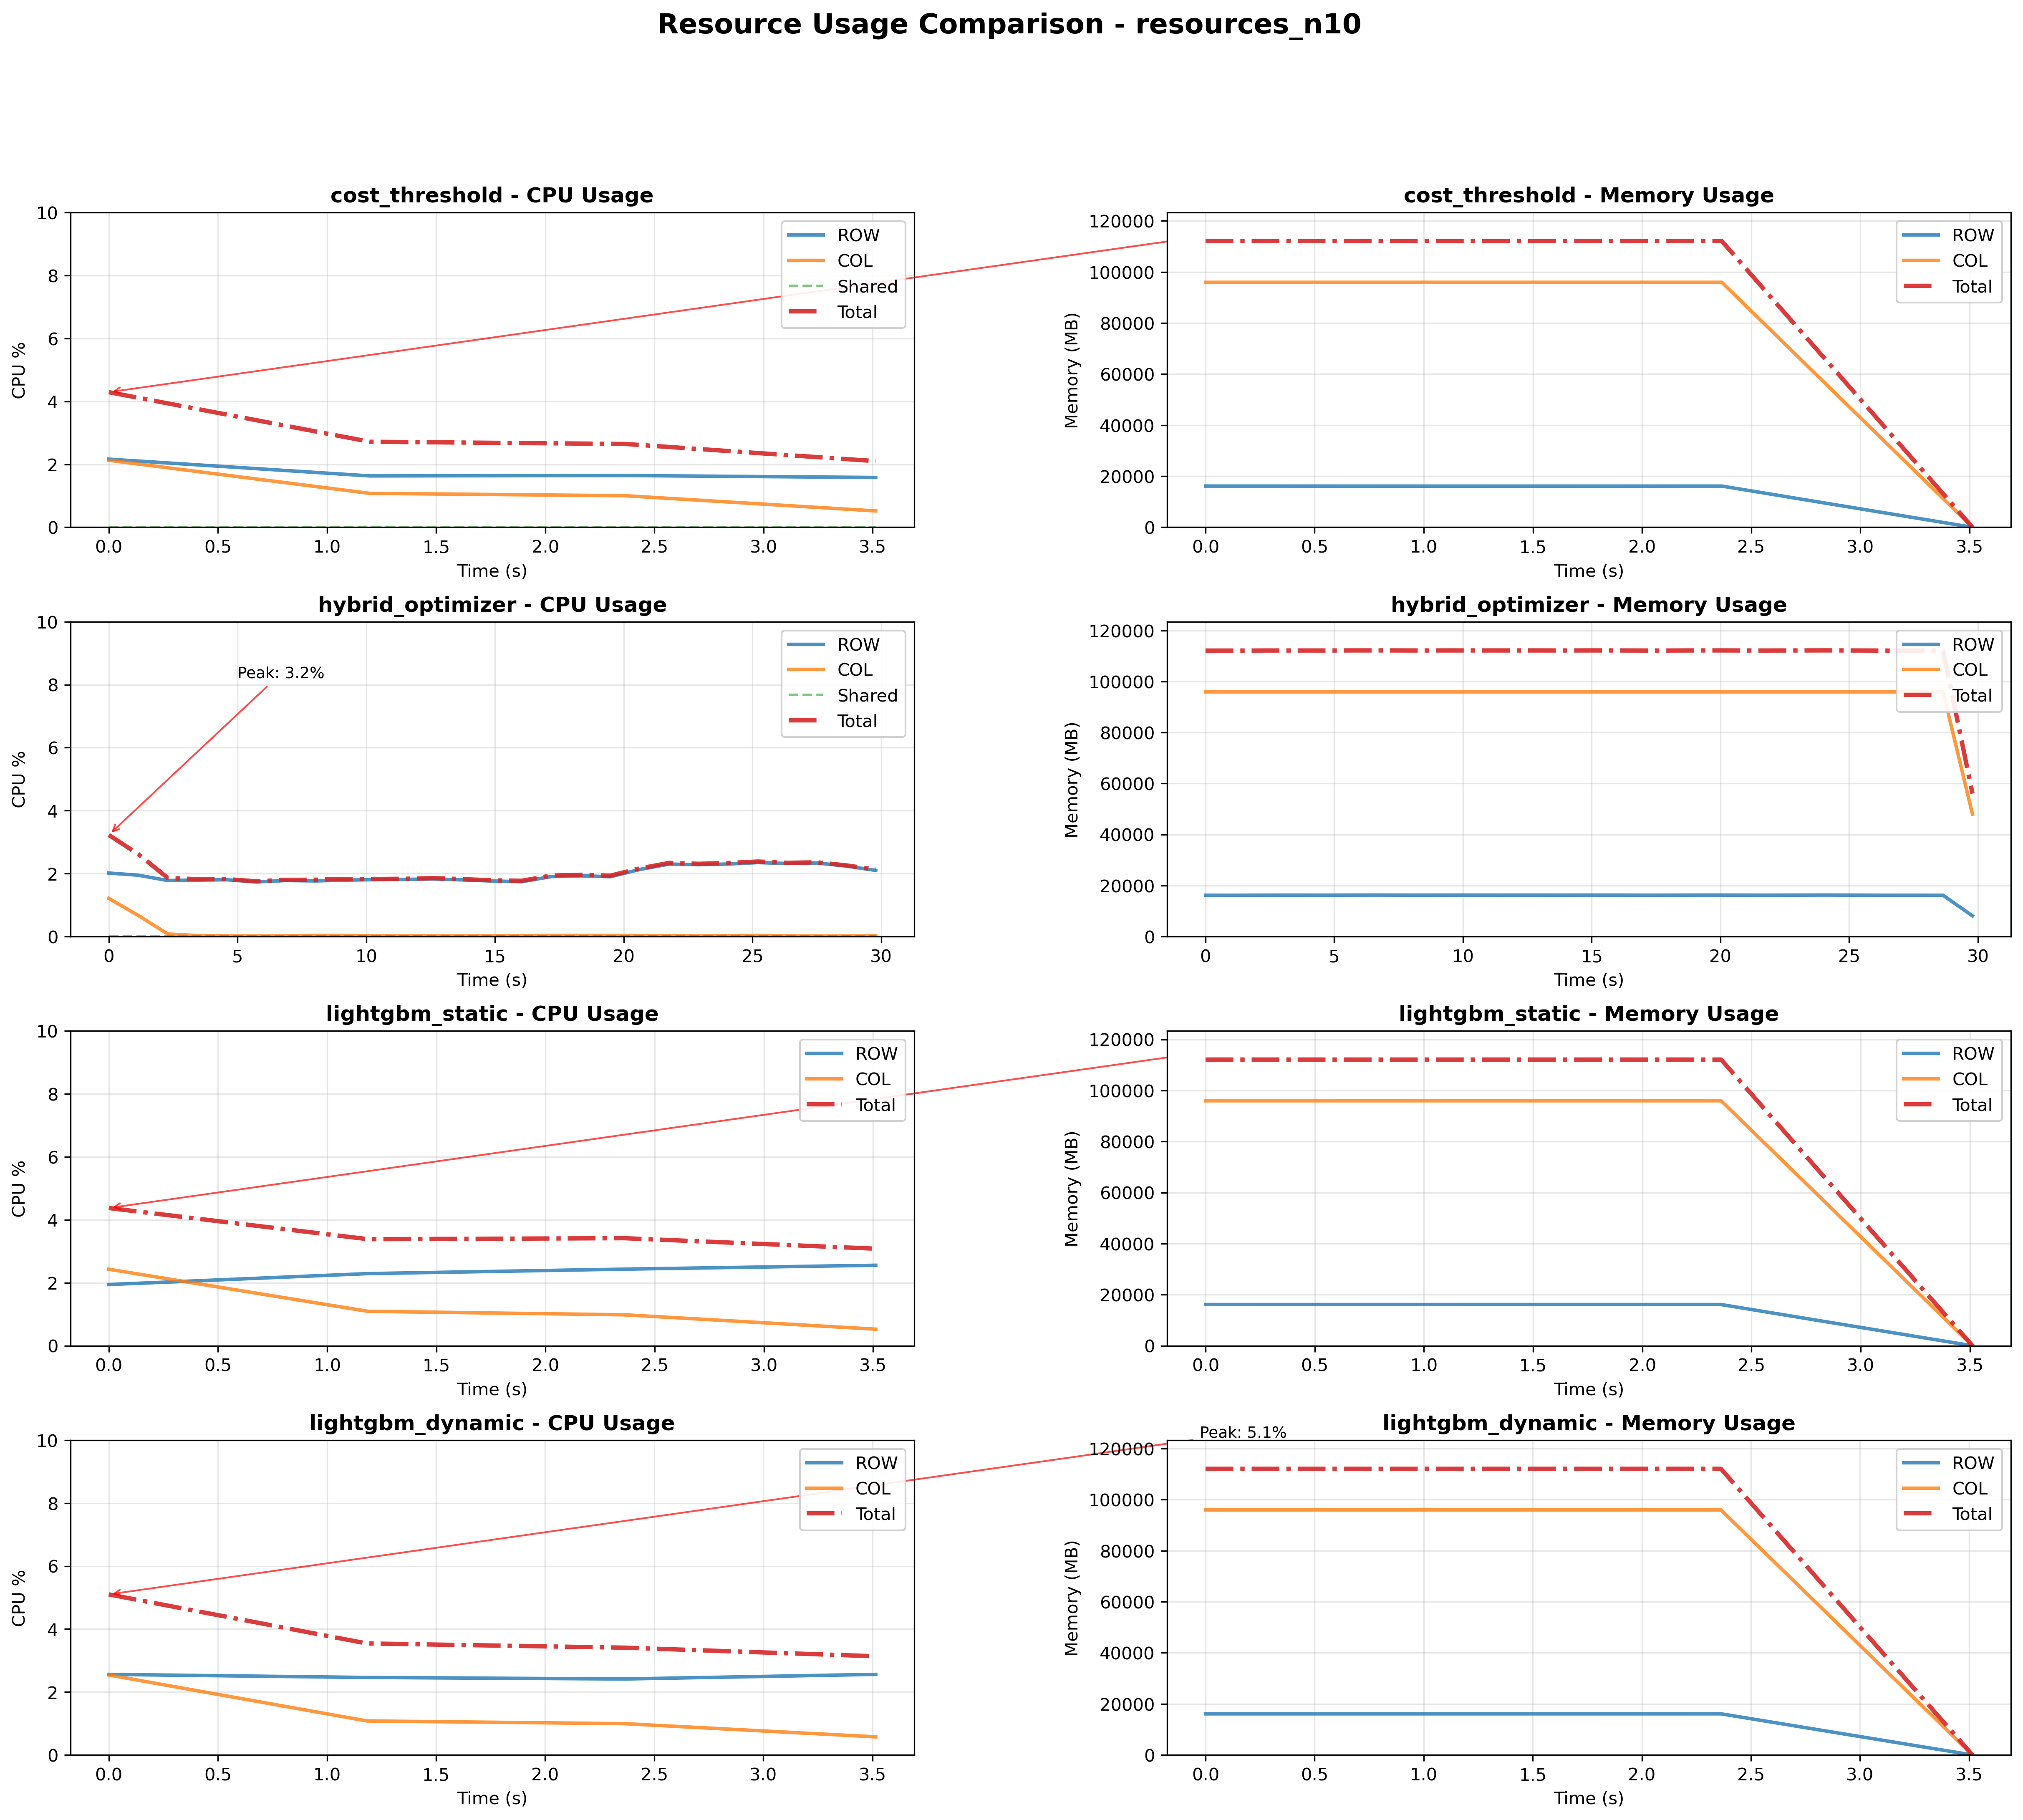 Resource Usage Comparison - resources_n10
cost_threshold - CPU Usage
CPU %
10
8
6
4
2
0
ROW
COL
Shared
Total
0.0 0.5 1.0 1.5 2.0 2.5 3.0 3.5
Time (s)
cost_threshold - Memory Usage
Memory (MB)
120000
100000
80000
60000
40000
20000
0
ROW
COL
Total
0.0 0.5 1.0 1.5 2.0 2.5 3.0 3.5
Time (s)
hybrid_optimizer - CPU Usage
CPU %
10
8
6
4
2
0
Peak: 3.2%
ROW
COL
Shared
Total
0 5 10 15 20 25 30
Time (s)
hybrid_optimizer - Memory Usage
Memory (MB)
120000
100000
80000
60000
40000
20000
0
ROW
COL
Total
0 5 10 15 20 25 30
Time (s)
lightgbm_static - CPU Usage
CPU %
10
8
6
4
2
0
ROW
COL
Total
0.0 0.5 1.0 1.5 2.0 2.5 3.0 3.5
Time (s)
lightgbm_static - Memory Usage
Memory (MB)
120000
100000
80000
60000
40000
20000
0
ROW
COL
Total
0.0 0.5 1.0 1.5 2.0 2.5 3.0 3.5
Time (s)
lightgbm_dynamic - CPU Usage
CPU %
10
8
6
4
2
0
ROW
COL
Total
0.0 0.5 1.0 1.5 2.0 2.5 3.0 3.5
Time (s)
lightgbm_dynamic - Memory Usage
Peak: 5.1%
Memory (MB)
120000
100000
80000
60000
40000
20000
0
ROW
COL
Total
0.0 0.5 1.0 1.5 2.0 2.5 3.0 3.5
Time (s)